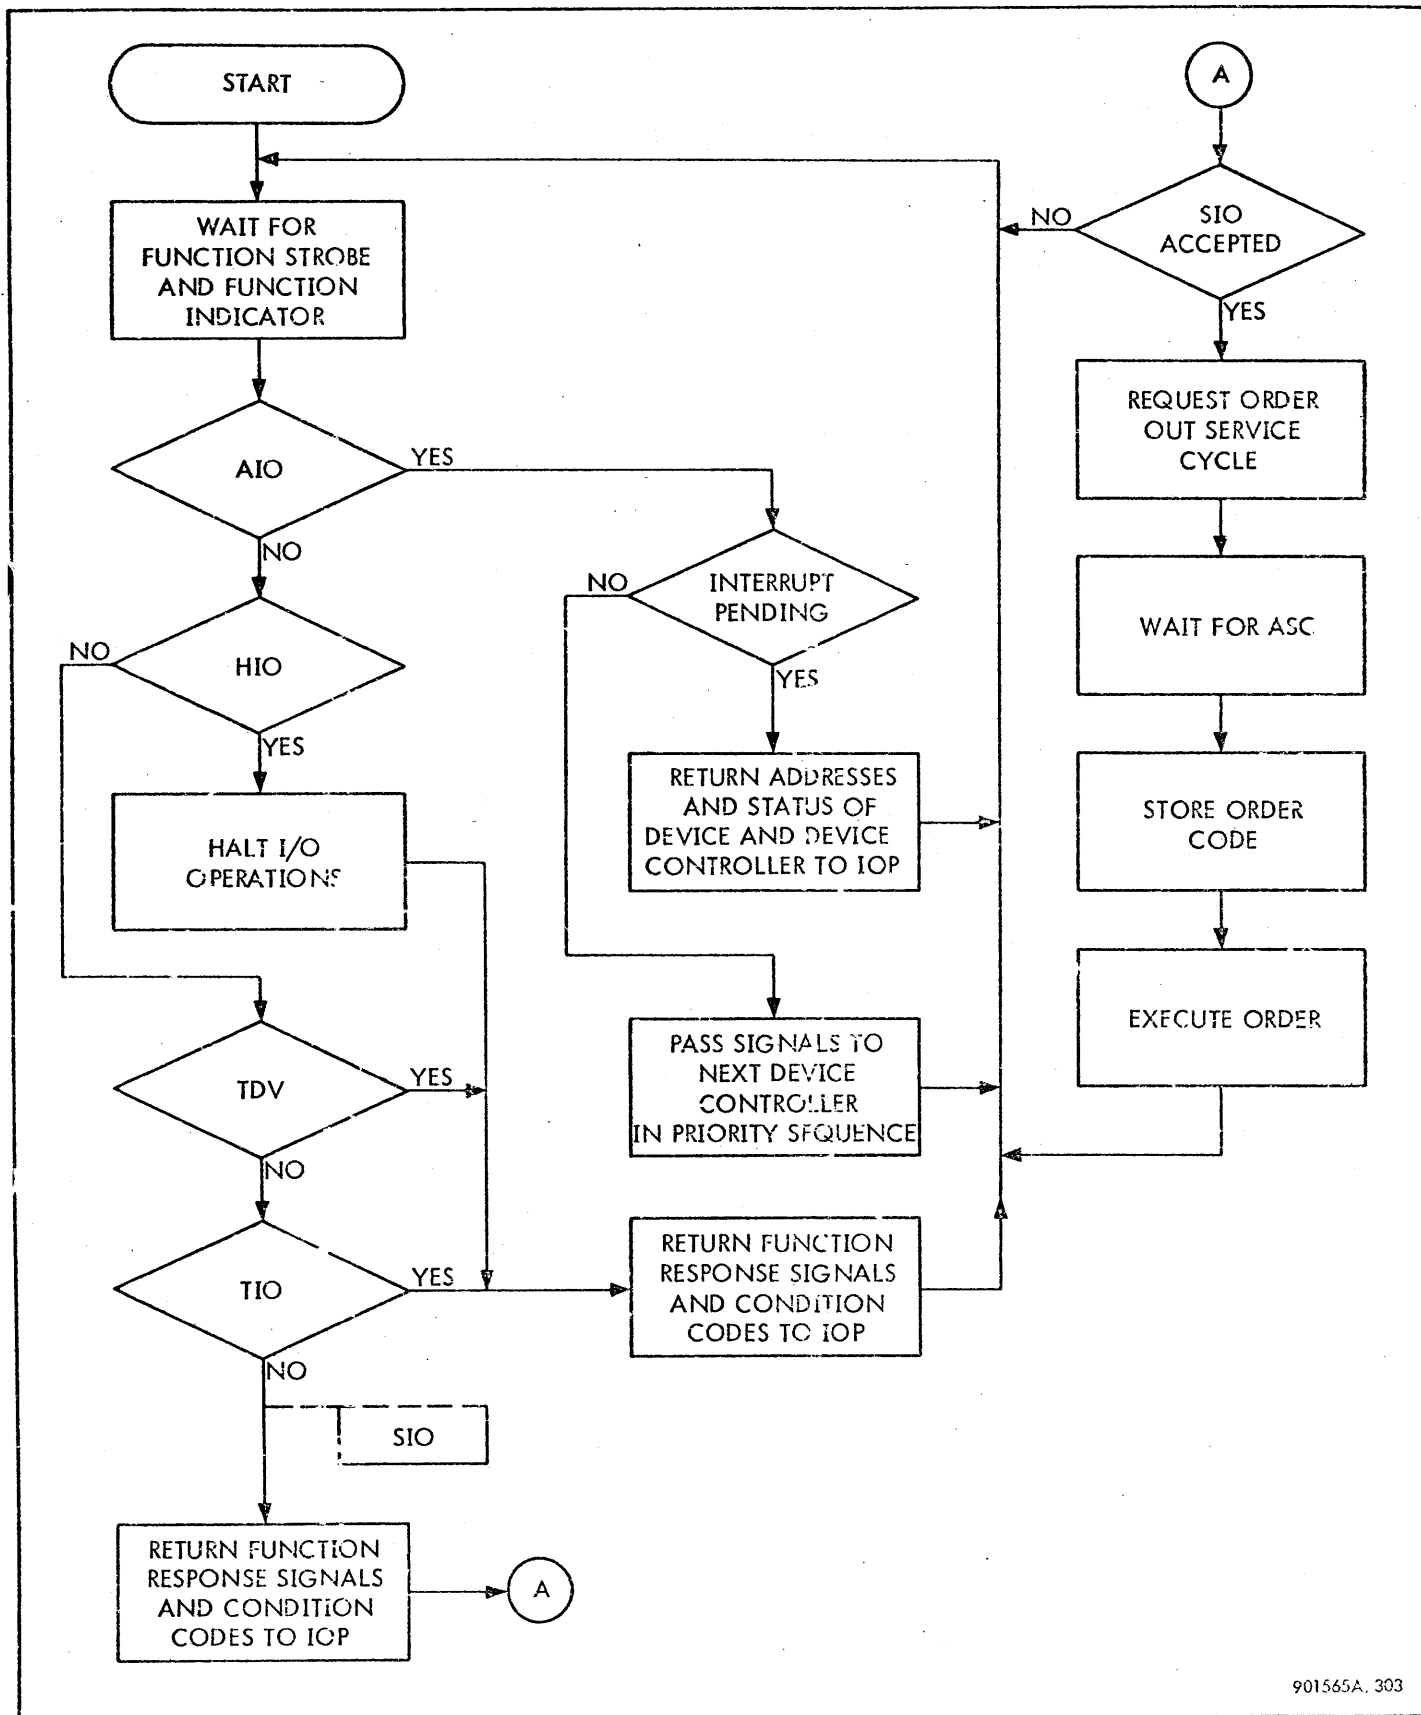 START
WAIT FOR
FUNCTION STROBE
AND FUNCTION
INDICATOR
AIO
YES
NO
HIO
NO
YES
HALT I/O
OPERATIONS
TDV
YES
NO
TIO
YES
NO
SIO
RETURN FUNCTION
RESPONSE SIGNALS
AND CONDITION
CODES TO IOP
A
INTERRUPT
PENDING
NO
YES
RETURN ADDRESSES
AND STATUS OF
DEVICE AND DEVICE
CONTROLLER TO IOP
PASS SIGNALS TO
NEXT DEVICE
CONTROLLER
IN PRIORITY SEQUENCE
RETURN FUNCTION
RESPONSE SIGNALS
AND CONDITION
CODES TO IOP
A
SIO
ACCEPTED
NO
YES
REQUEST ORDER
OUT SERVICE
CYCLE
WAIT FOR ASC
STORE ORDER
CODE
EXECUTE ORDER
901565A. 303